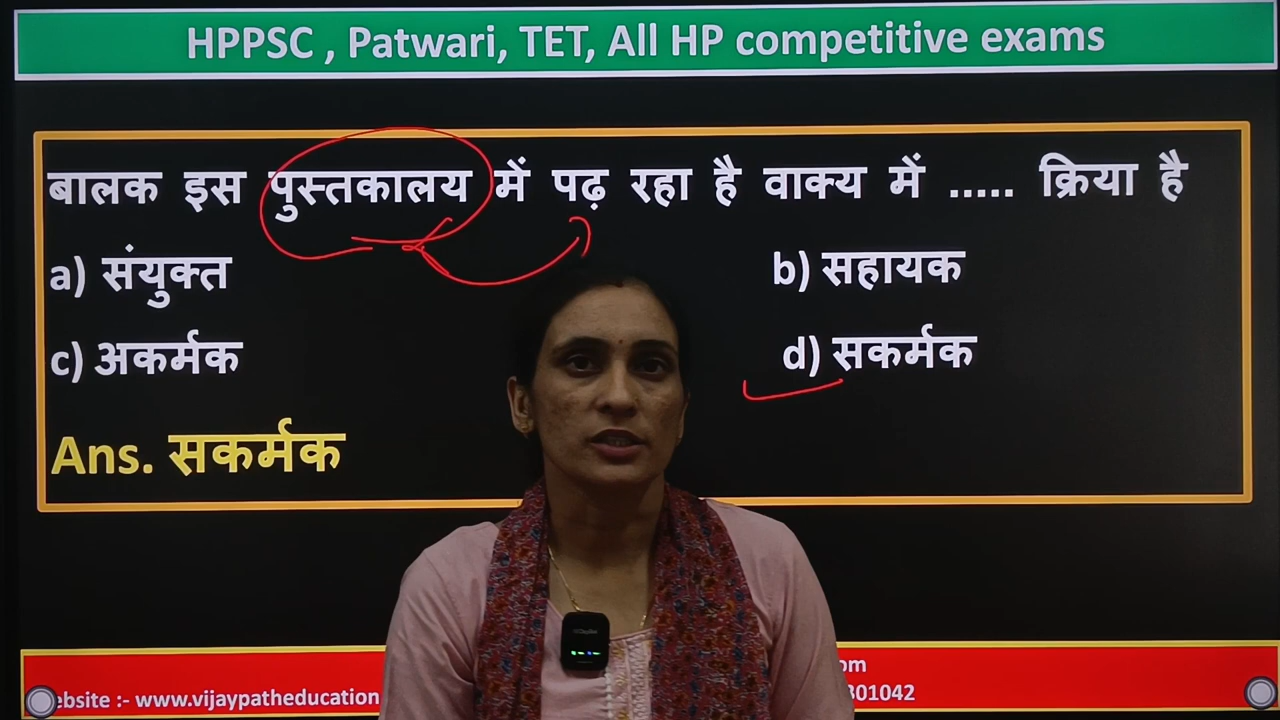 HPPSC , Patwari, TET, All HP competitive exams
बालक इस पुस्तकालय में पढ़ रहा है वाक्य में ..... क्रिया है
a) संयुक्त b) सहायक
c) अकर्मक d) सकर्मक
Ans. सकर्मक
ebsite :- www.vijaypatheducation om
301042